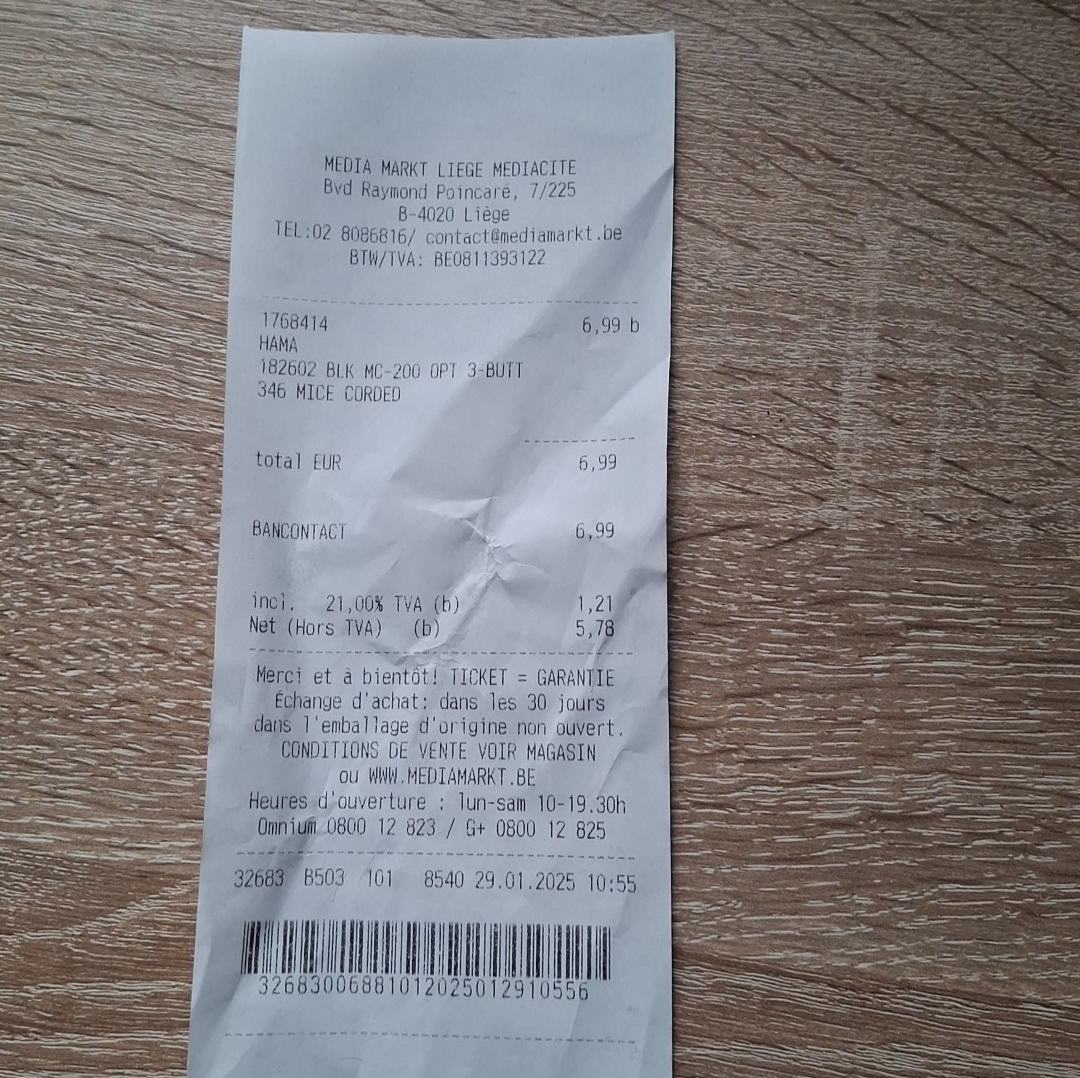 MEDIA MARKT LIEGE MEDIACITE
Bvd Raymond Poincaré, 7/225
B-4020 Liège
TEL:02 8086816/ contact@mediamarkt.be
BTW/TVA: BE0811393122
1768414 6,99 b
HAMA
182602 BLK MC-200 OPT 3-BUTT
346 MICE CORDED
total EUR 6,99
BANCONTACT 6,99
incl. 21,00% TVA (b) 1,21
Net (Hors TVA) (b) 5,78
Merci et à bientôt! TICKET = GARANTIE
Échange d'achat: dans les 30 jours
dans l'emballage d'origine non ouvert.
CONDITIONS DE VENTE VOIR MAGASIN
ou WWW.MEDIAMARKT.BE
Heures d'ouverture : lun-sam 10-19.30h
Omnium 0800 12 823 / G+ 0800 12 825
32683 B503 101 8540 29.01.2025 10:55
32683006881012025012910556